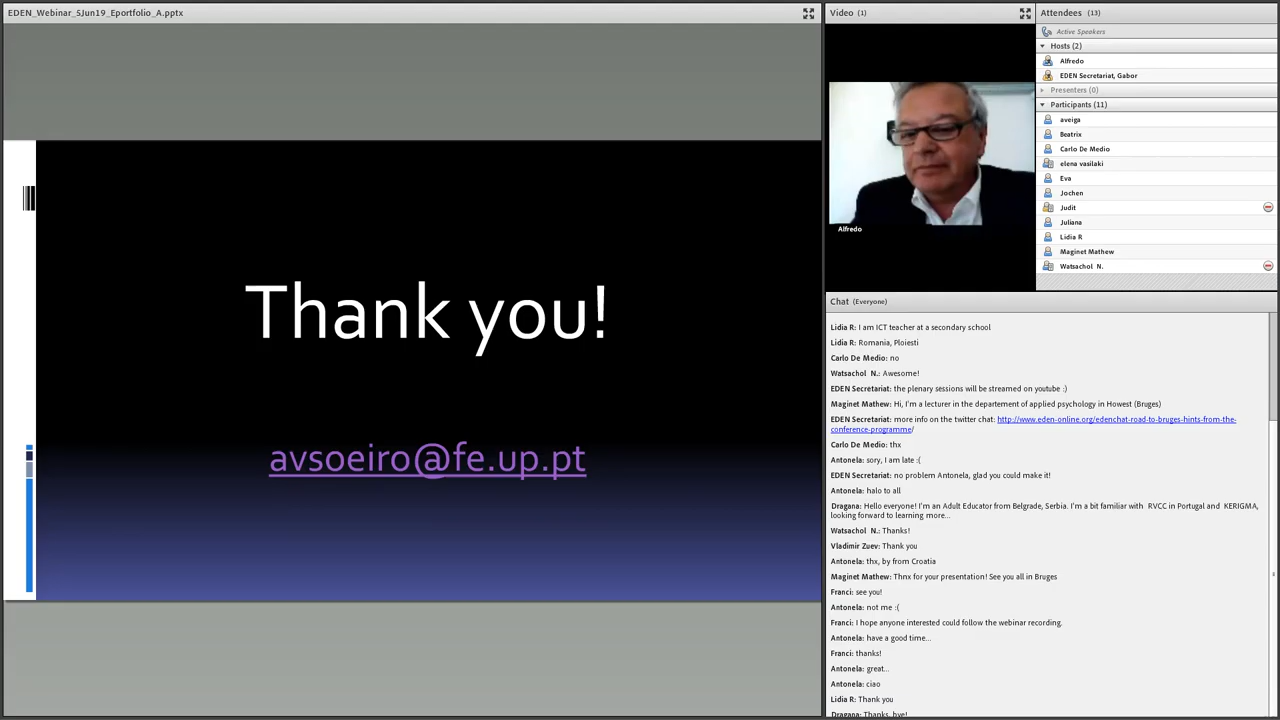 EDEN_Webinar_5Jun19_Eportfolio_A.pptx
Thank you!
avsoeiro@fe.up.pt
Video (1)
Alfredo
Attendees (13)
Active Speakers
Hosts (2)
Alfredo
EDEN Secretariat, Gabor
Presenters (0)
Participants (11)
aveiga
Beatrix
Carlo De Medio
elena vasilaki
Eva
Jochen
Judit
Juliana
Lidia R
Maginet Mathew
Watsachol N.
Chat (Everyone)
Lidia R: I am ICT teacher at a secondary school
Lidia R: Romania, Ploiesti
Carlo De Medio: no
Watsachol N.: Awesome!
EDEN Secretariat: the plenary sessions will be streamed on youtube :)
Maginet Mathew: Hi, I'm a lecturer in the departement of applied psychology in Howest (Bruges)
EDEN Secretariat: more info on the twitter chat: http://www.eden-online.org/edenchat-road-to-bruges-hints-from-the-
conference-programme/
Carlo De Medio: thx
Antonela: sory, I am late :(
EDEN Secretariat: no problem Antonela, glad you could make it!
Antonela: halo to all
Dragana: Hello everyone! I'm an Adult Educator from Belgrade, Serbia. I'm a bit familiar with RVCC in Portugal and KERIGMA,
looking forward to learning more...
Watsachol N.: Thanks!
Vladimir Zuev: Thank you
Antonela: thx, by from Croatia
Maginet Mathew: Thnx for your presentation! See you all in Bruges
Franci: see you!
Antonela: not me :(
Franci: I hope anyone interested could follow the webinar recording.
Antonela: have a good time...
Franci: thanks!
Antonela: great...
Antonela: ciao
Lidia R: Thank you
Dragana: Thanks, bye!